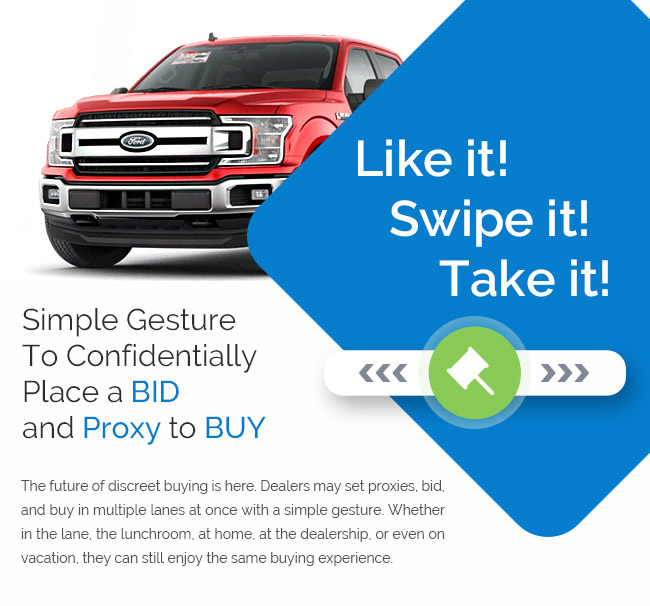 Ford
Like it!
Swipe it!
Take it!
Simple Gesture
To Confidentially
Place a BID
and Proxy to BUY
The future of discreet buying is here. Dealers may set proxies, bid,
and buy in multiple lanes at once with a simple gesture. Whether
in the lane, the lunchroom, at home, at the dealership, or even on
vacation, they can still enjoy the same buying experience.